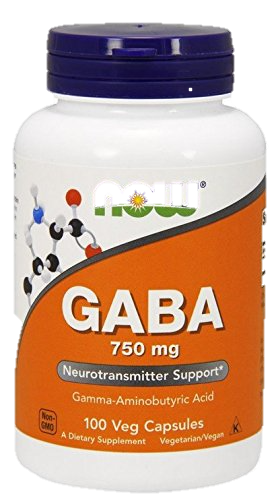 now®
GABA
750 mg
Neurotransmitter Support*
Gamma-Aminobutyric Acid
Non-
GMO
100 Veg Capsules
A Dietary Supplement Vegetarian/Vegan
K